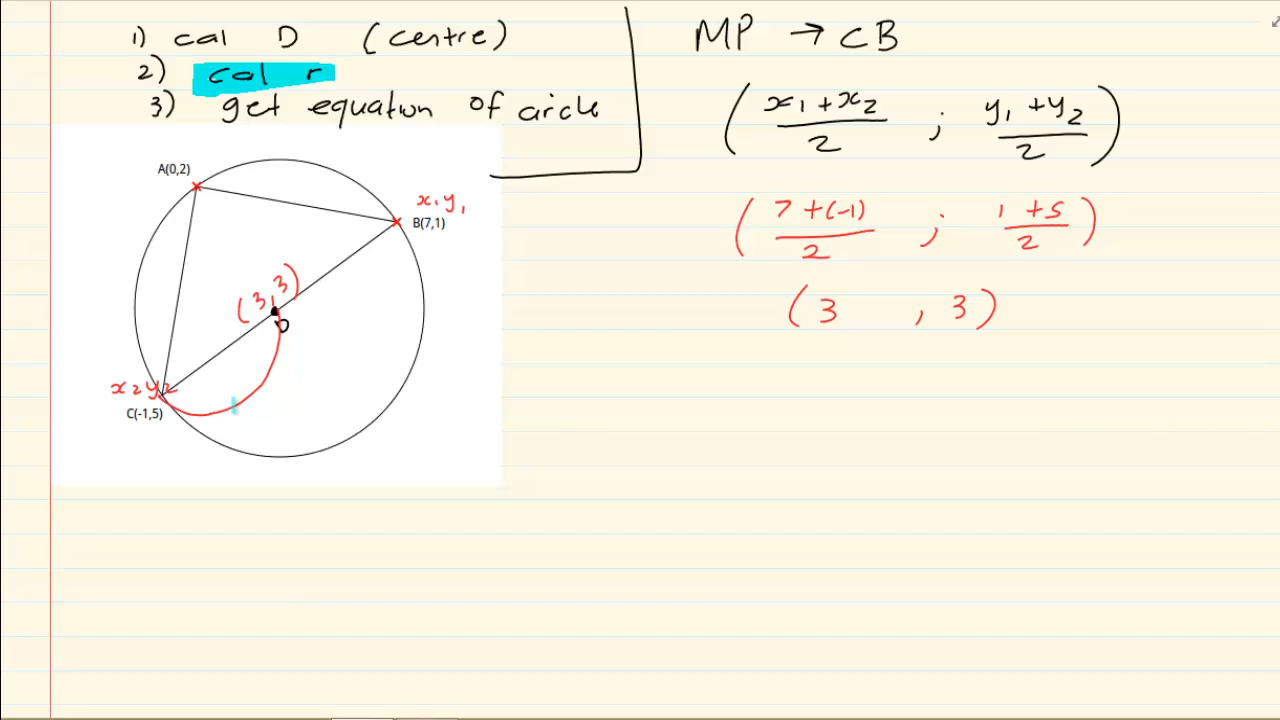 1) cal D (centre)
2) cal r
3) get equation of circle
MP → CB
( x1 + x2 / 2 ; y1 + y2 / 2 )
( 7 + (-1) / 2 ; 1 + 5 / 2 )
( 3 , 3 )
A(0,2)
x1 y1
B(7,1)
(3,3)
D
x2 y2
C(-1,5)